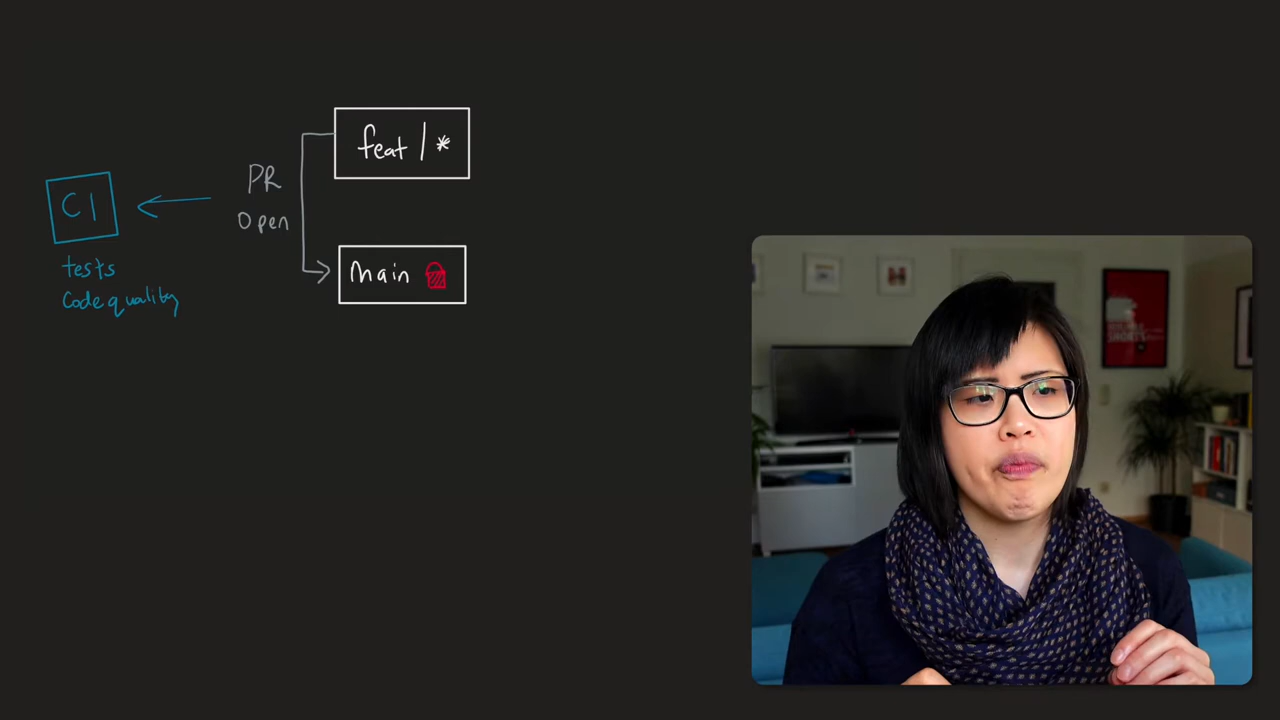 feat / *
PR
Open
CI
main
tests
Code quality